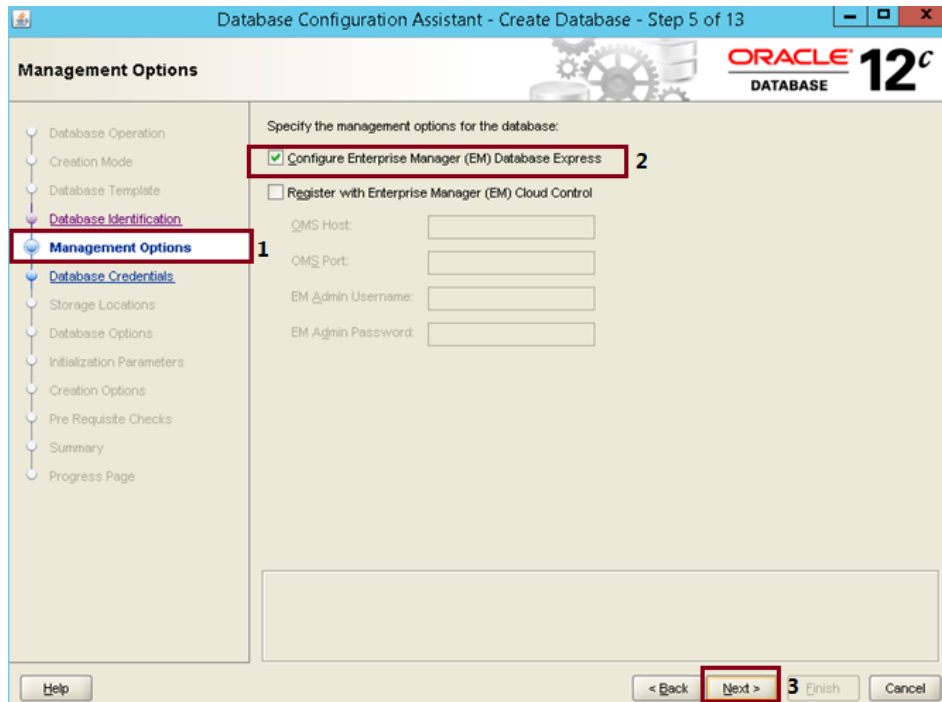 Database Configuration Assistant - Create Database - Step 5 of 13
Management Options
ORACLE
DATABASE
12c
Database Operation
Creation Mode
Database Template
Database Identification
Management Options
1
Database Credentials
Storage Locations
Database Options
Initialization Parameters
Creation Options
Pre Requisite Checks
Summary
Progress Page
Specify the management options for the database:
Configure Enterprise Manager (EM) Database Express
2
Register with Enterprise Manager (EM) Cloud Control
OMS Host:
OMS Port:
EM Admin Username:
EM Admin Password:
Help
< Back
Next >
3
Finish
Cancel